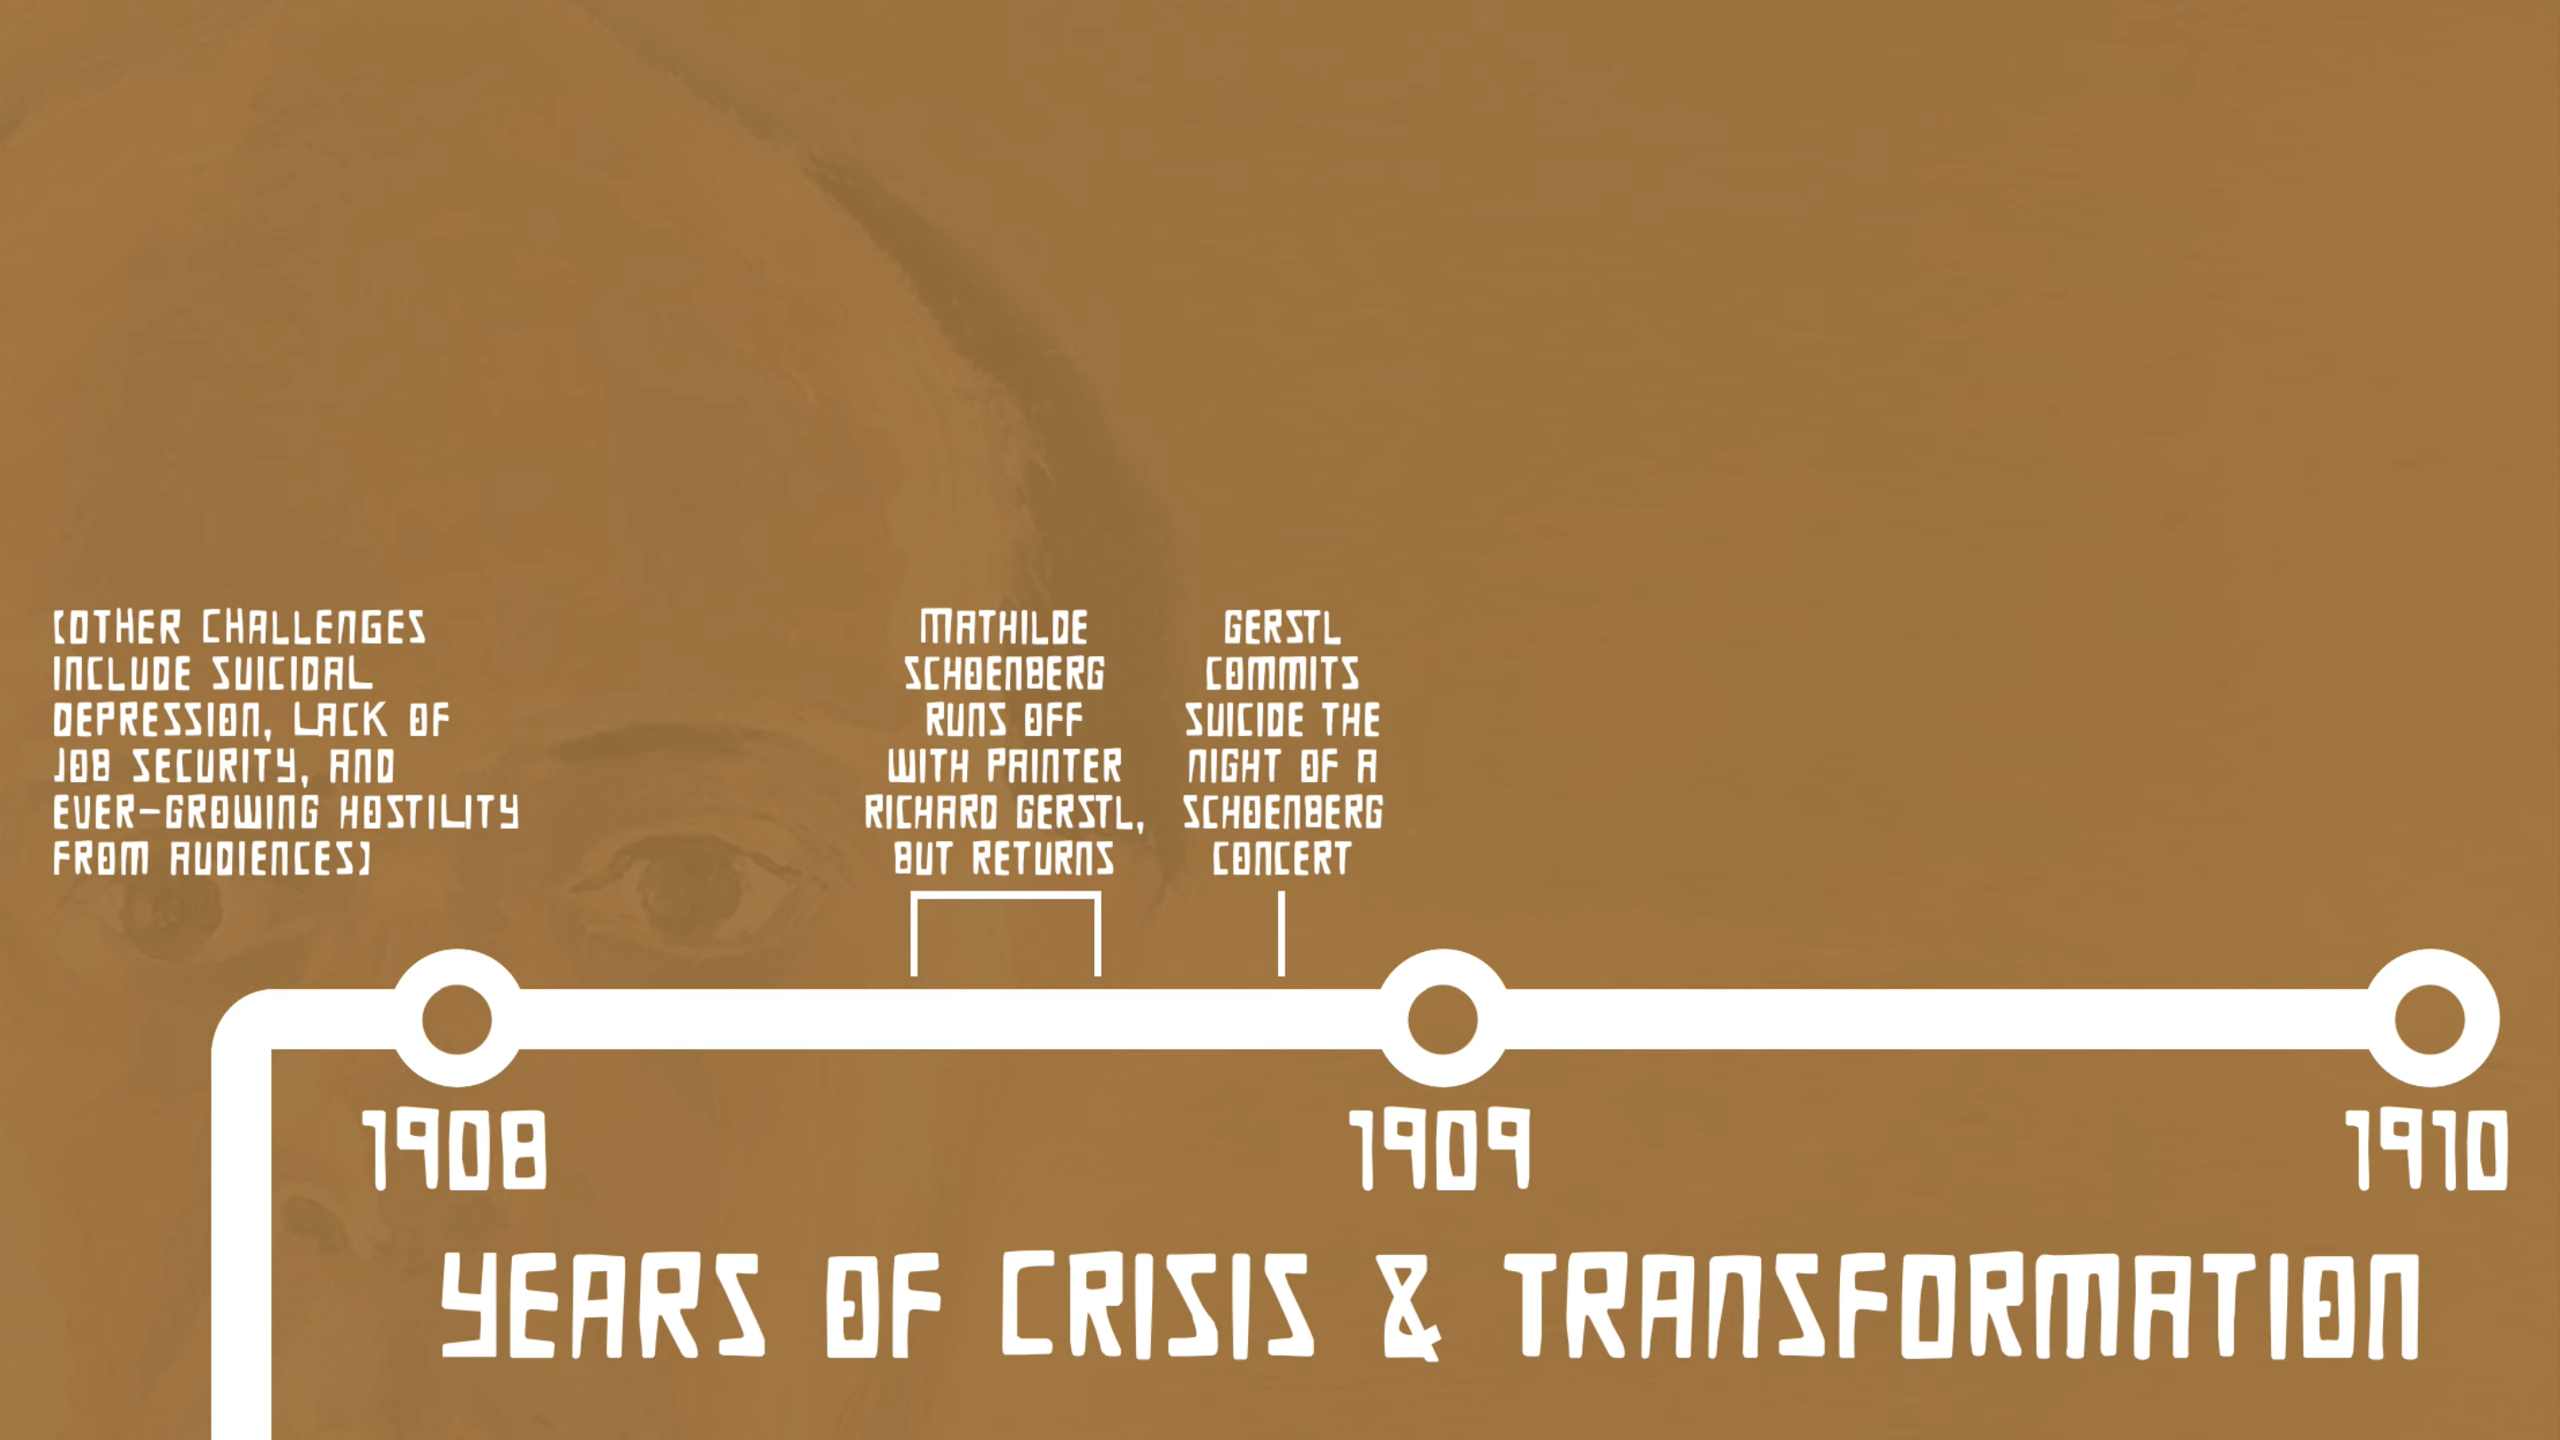 [OTHER CHALLENGES
INCLUDE SUICIDAL
DEPRESSION, LACK OF
JOB SECURITY, AND
EVER-GROWING HOSTILITY
FROM AUDIENCES]
MATHILDE
SCHOENBERG
RUNS OFF
WITH PAINTER
RICHARD GERSTL,
BUT RETURNS
GERSTL
COMMITS
SUICIDE THE
NIGHT OF A
SCHOENBERG
CONCERT
1908
1909
1910
YEARS OF CRISIS & TRANSFORMATION